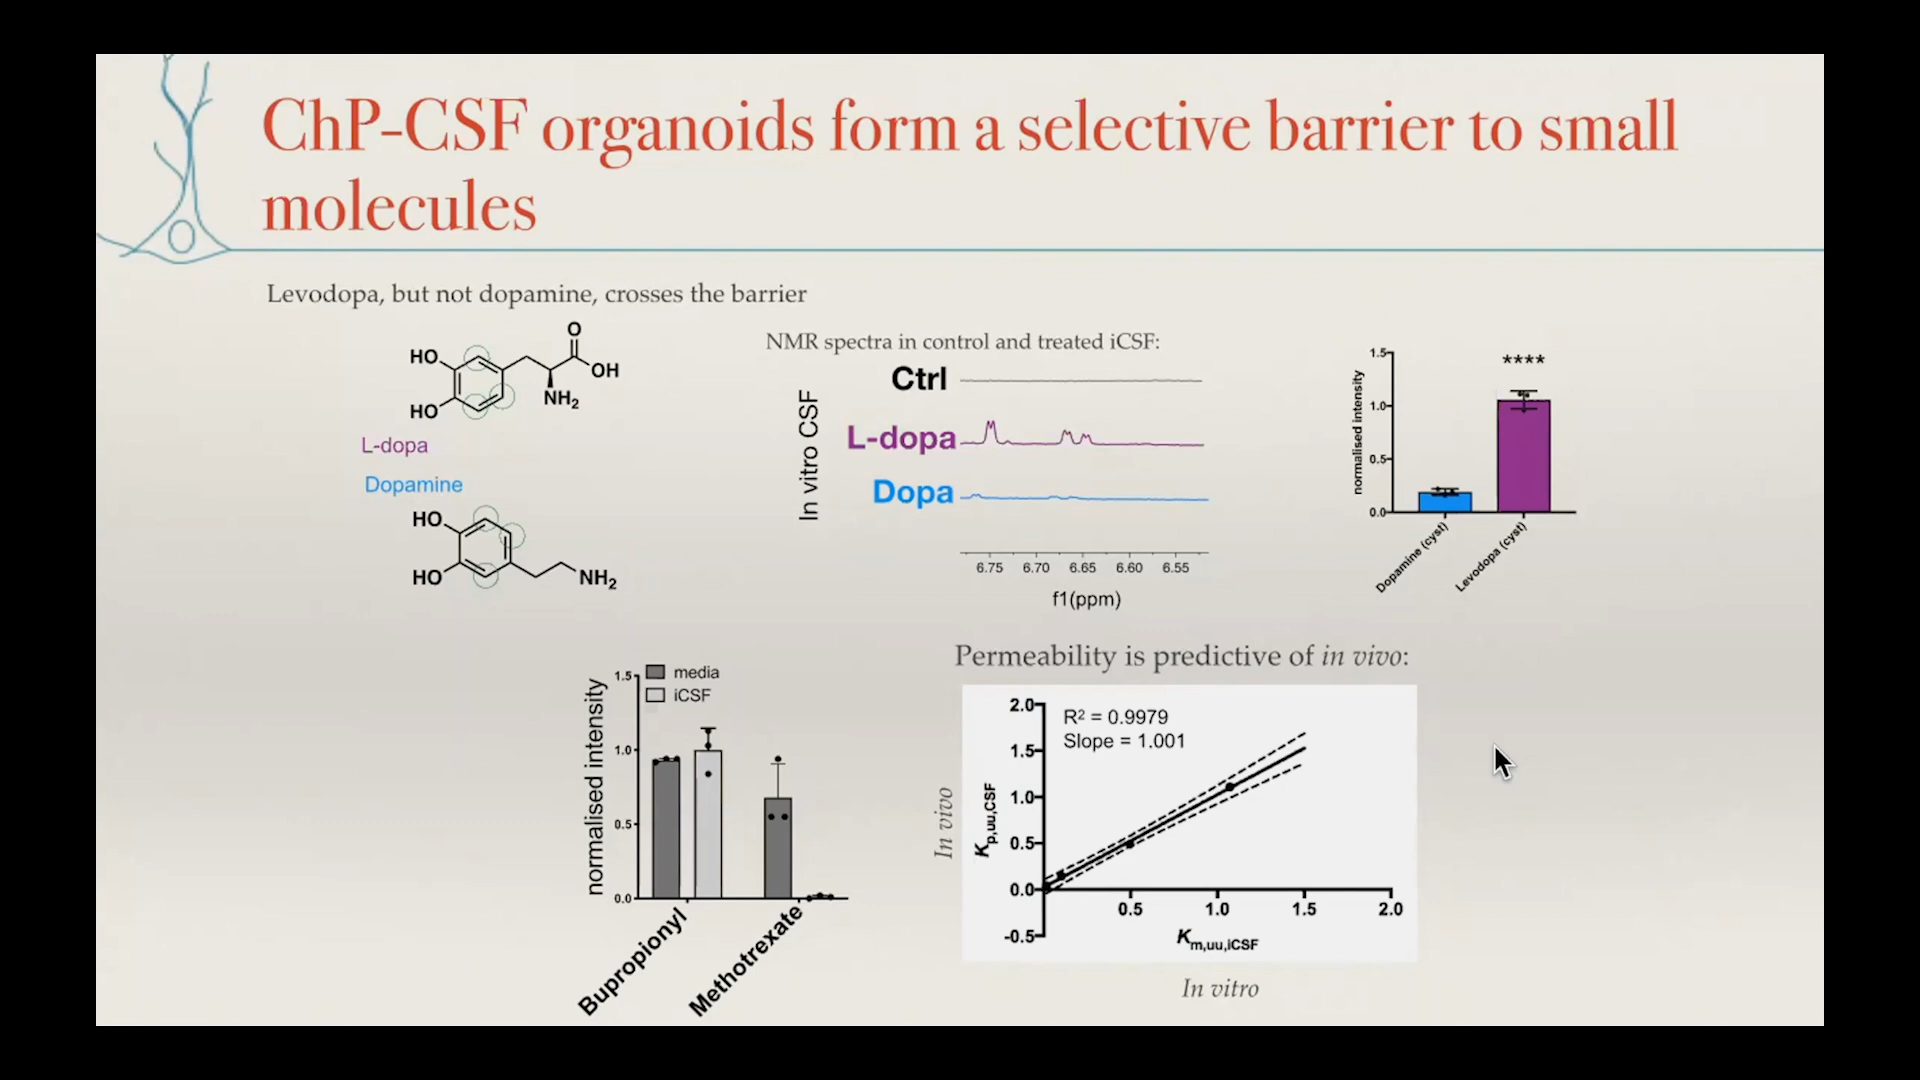 ChP-CSF organoids form a selective barrier to small
molecules
Levodopa, but not dopamine, crosses the barrier
HO
HO
O
OH
NH2
L-dopa
Dopamine
HO
HO
NH2
NMR spectra in control and treated iCSF:
In vitro CSF
Ctrl
L-dopa
Dopa
6.75 6.70 6.65 6.60 6.55
f1(ppm)
normalised intensity
1.5
1.0
0.5
0.0
****
Dopamine (cyst)
Levodopa (cyst)
normalised intensity
1.5
1.0
0.5
0.0
media
iCSF
Bupropionyl
Methotrexate
Permeability is predictive of in vivo:
In vivo
Kp,uu,CSF
2.0
1.5
1.0
0.5
0.0
-0.5
R² = 0.9979
Slope = 1.001
0.5 1.0 1.5 2.0
Km,uu,iCSF
In vitro